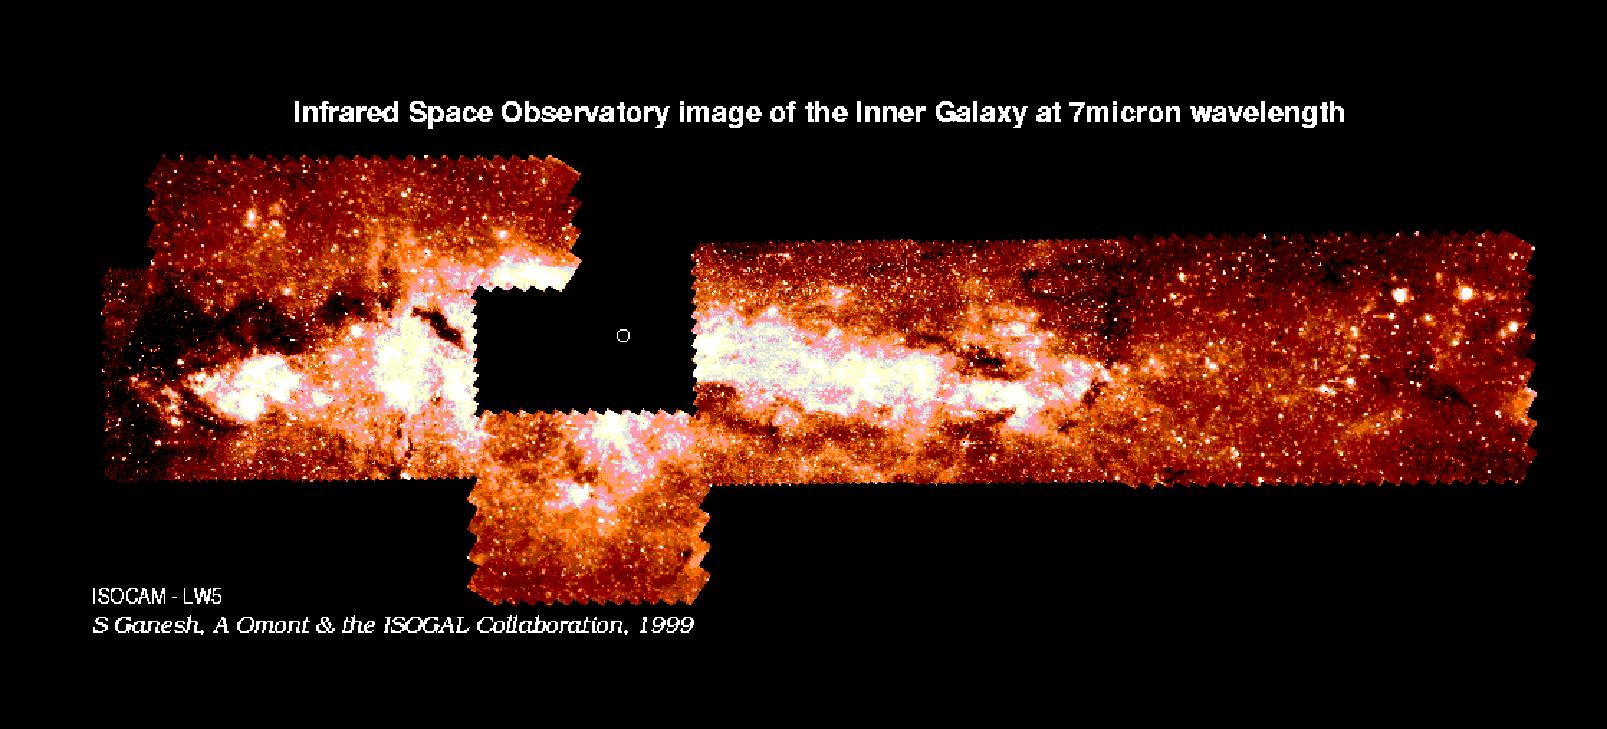 Infrared Space Observatory image of the Inner Galaxy at 7micron wavelength
ISOCAM - LW5
S Ganesh, A Omont & the ISOGAL Collaboration, 1999